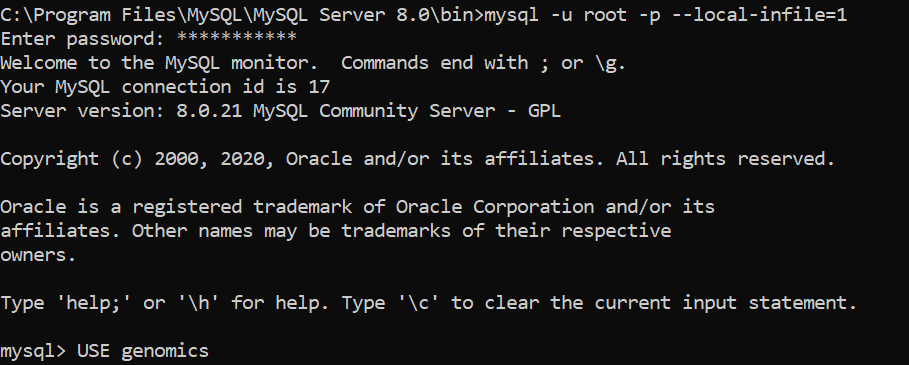 C:\Program Files\MySQL\MySQL Server 8.0\bin>mysql -u root -p --local-infile=1
Enter password: ***********
Welcome to the MySQL monitor.  Commands end with ; or \g.
Your MySQL connection id is 17
Server version: 8.0.21 MySQL Community Server - GPL
Copyright (c) 2000, 2020, Oracle and/or its affiliates. All rights reserved.
Oracle is a registered trademark of Oracle Corporation and/or its
affiliates. Other names may be trademarks of their respective
owners.
Type 'help;' or '\h' for help. Type '\c' to clear the current input statement.
mysql> USE genomics